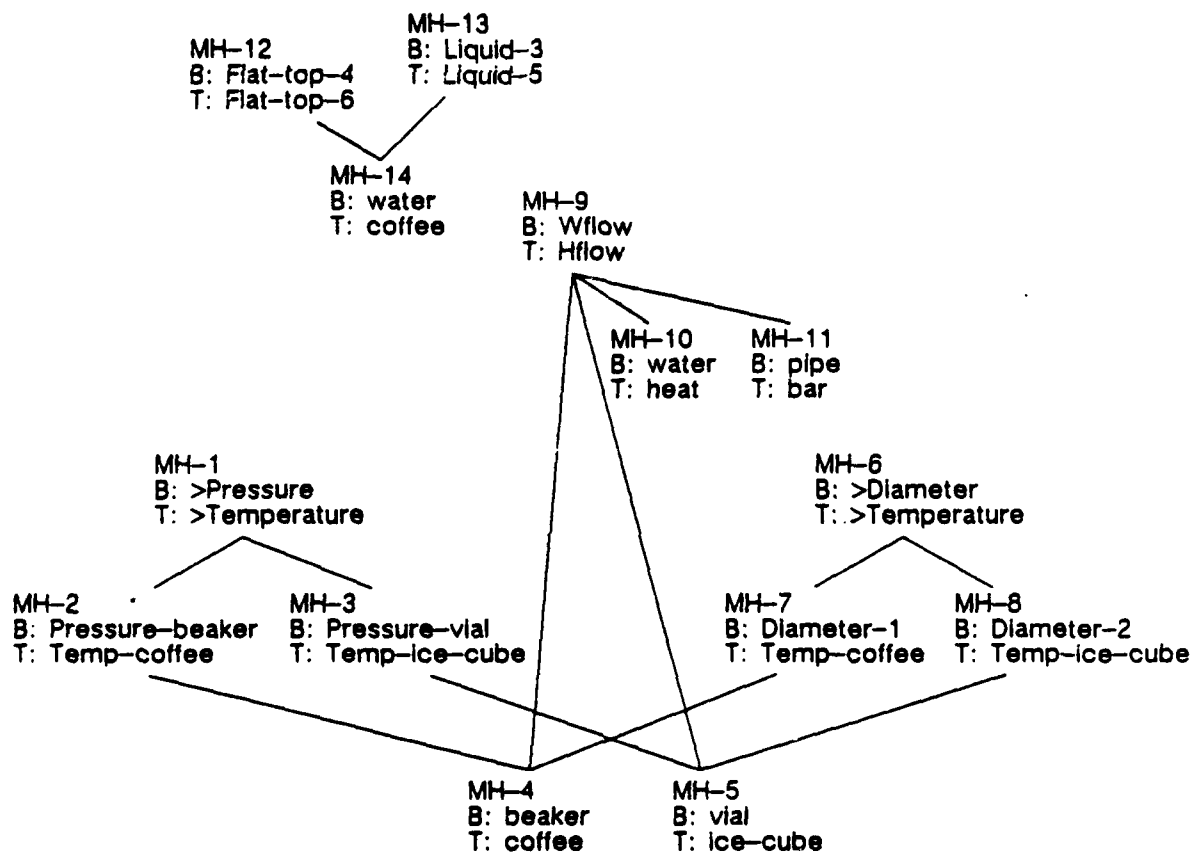 MH-12
B: Flat-top-4
T: Flat-top-6
MH-13
B: Liquid-3
T: Liquid-5
MH-14
B: water
T: coffee
MH-9
B: Wflow
T: Hflow
MH-10
B: water
T: heat
MH-11
B: pipe
T: bar
MH-1
B: >Pressure
T: >Temperature
MH-6
B: >Diameter
T: >Temperature
MH-2
B: Pressure-beaker
T: Temp-coffee
MH-3
B: Pressure-vial
T: Temp-ice-cube
MH-7
B: Diameter-1
T: Temp-coffee
MH-8
B: Diameter-2
T: Temp-ice-cube
MH-4
B: beaker
T: coffee
MH-5
B: vial
T: ice-cube